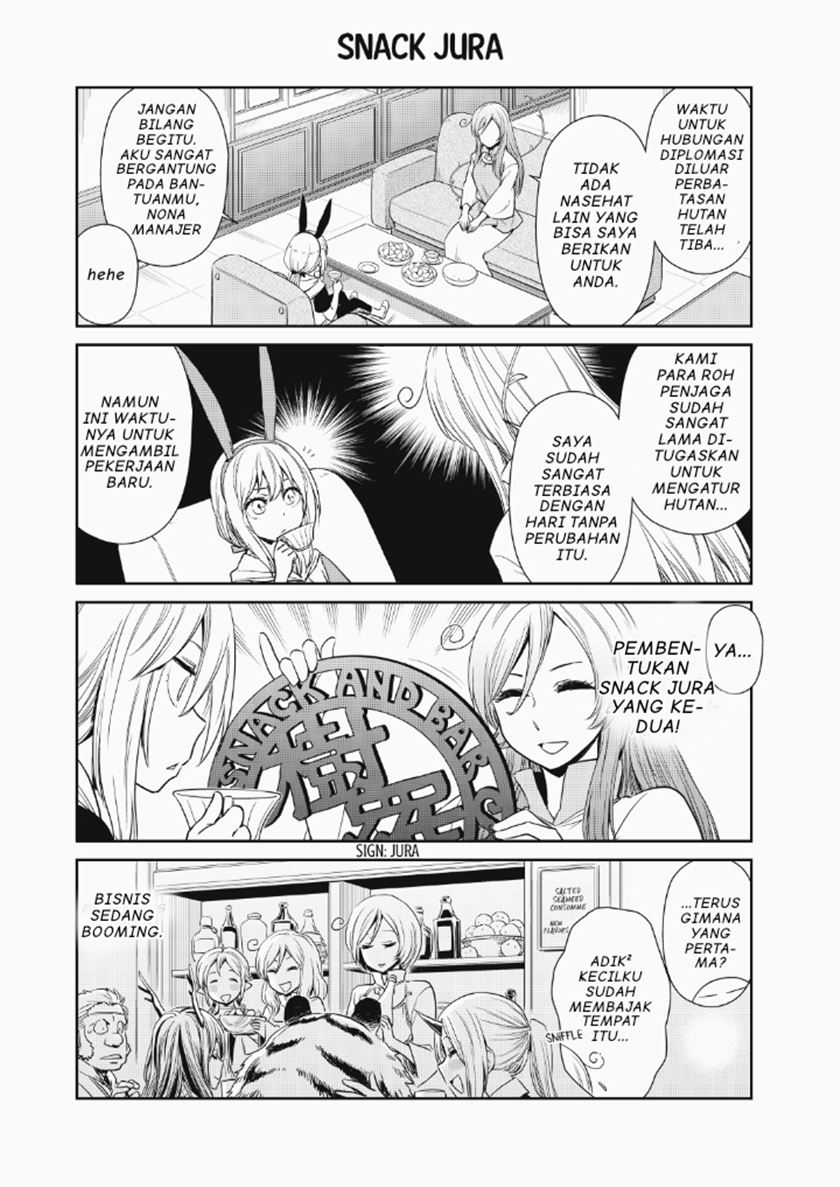 SNACK JURA
WAKTU
UNTUK
HUBUNGAN
DIPLOMASI
DILUAR
PERBA-
TASAN
HUTAN
TELAH
TIBA...
TIDAK
ADA
NASEHAT
LAIN YANG
BISA SAYA
BERIKAN
UNTUK
ANDA.
JANGAN
BILANG
BEGITU.
AKU SANGAT
BERGANTUNG
PADA BAN-
TUANMU,
NONA
MANAJER
hehe
KAMI
PARA ROH
PENJAGA
SUDAH
SANGAT
LAMA DI-
TUGASKAN
UNTUK
MENGATUR
HUTAN...
SAYA
SUDAH
SANGAT
TERBIASA
DENGAN
HARI TANPA
PERUBAHAN
ITU.
NAMUN
INI WAKTU-
NYA UNTUK
MENGAMBIL
PEKERJAAN
BARU.
YA...
PEMBEN-
TUKAN
SNACK JURA
YANG KE-
DUA!
SNACK AND BAR
樹羅
SIGN: JURA
...TERUS
GIMANA
YANG
PERTA-
MA?
ADIK²
KECILKU
SUDAH
MEMBAJAK
TEMPAT
ITU...
SNIFFLE
SALTED
SEAWEED
CONSOMME
NEW
FLAVORS
BISNIS
SEDANG
BOOMING.